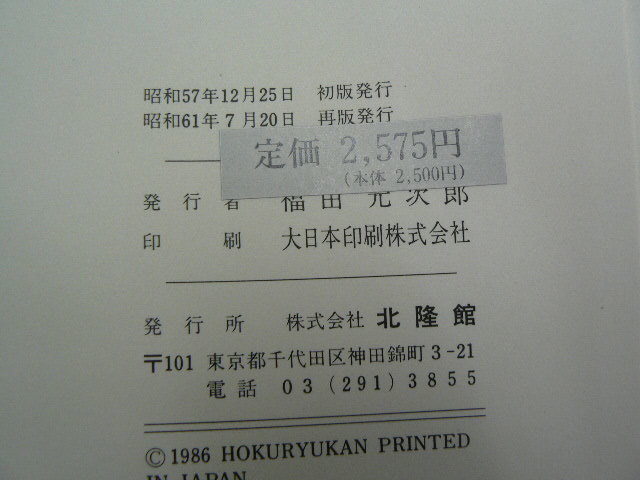 昭和57年12月25日 初版発行
昭和61年7月20日 再版発行
定価 2,575円
(本体 2,500円)
発行者 福田元次郎
印刷 大日本印刷株式会社
発行所 株式会社 北隆館
〒101 東京都千代田区神田錦町3-21
電話 03(291)3855
©1986 HOKURYUKAN PRINTED
IN JAPAN